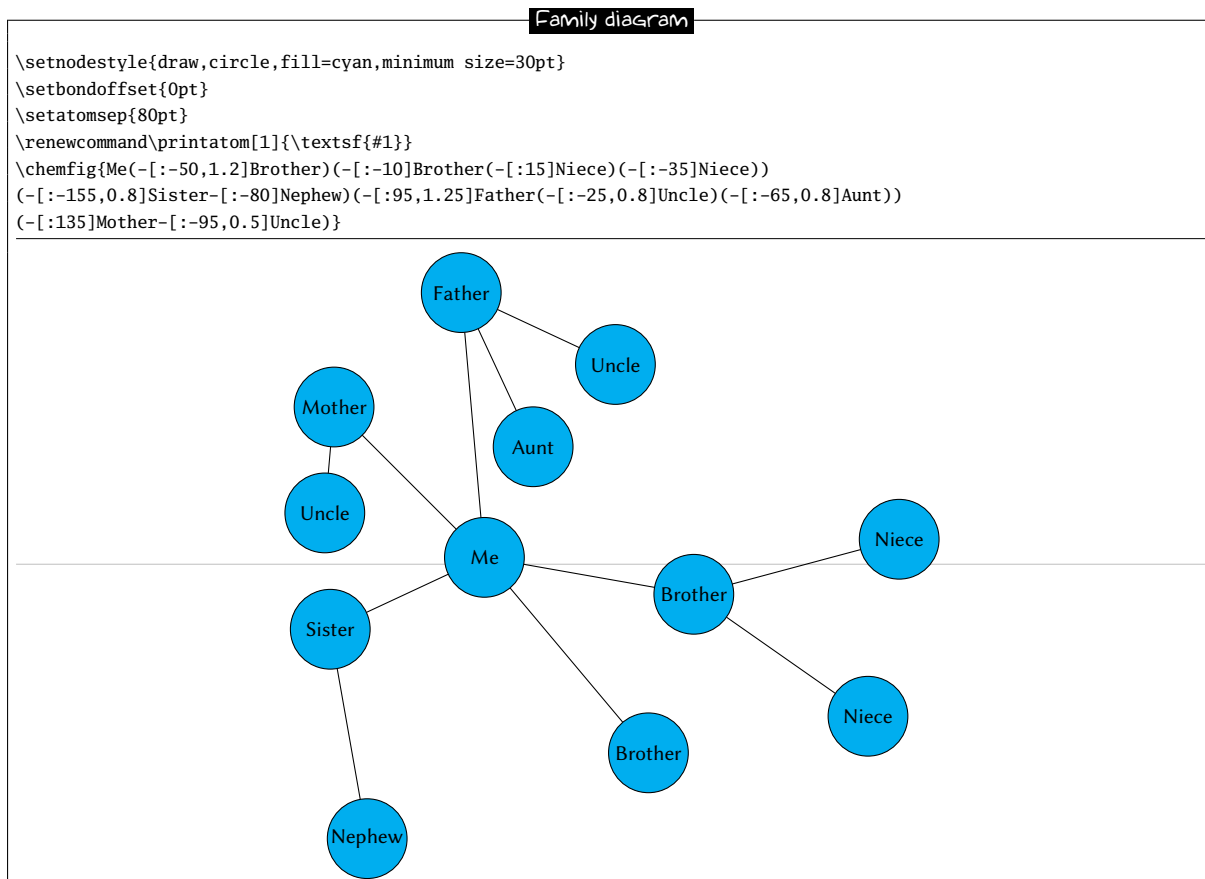 Family diagram
\setnodestyle{draw,circle,fill=cyan,minimum size=30pt}
\setbondoffset{0pt}
\setatomsep{80pt}
\renewcommand\printatom[1]{\textsf{#1}}
\chemfig{Me(-[:-50,1.2]Brother)(-[:-10]Brother(-[:15]Niece)(-[:-35]Niece))
(-[:-155,0.8]Sister-[:-80]Nephew)(-[:95,1.25]Father(-[:-25,0.8]Uncle)(-[:-65,0.8]Aunt))
(-[:135]Mother-[:-95,0.5]Uncle)}
Father
Uncle
Mother
Aunt
Uncle
Niece
Me
Brother
Sister
Niece
Brother
Nephew